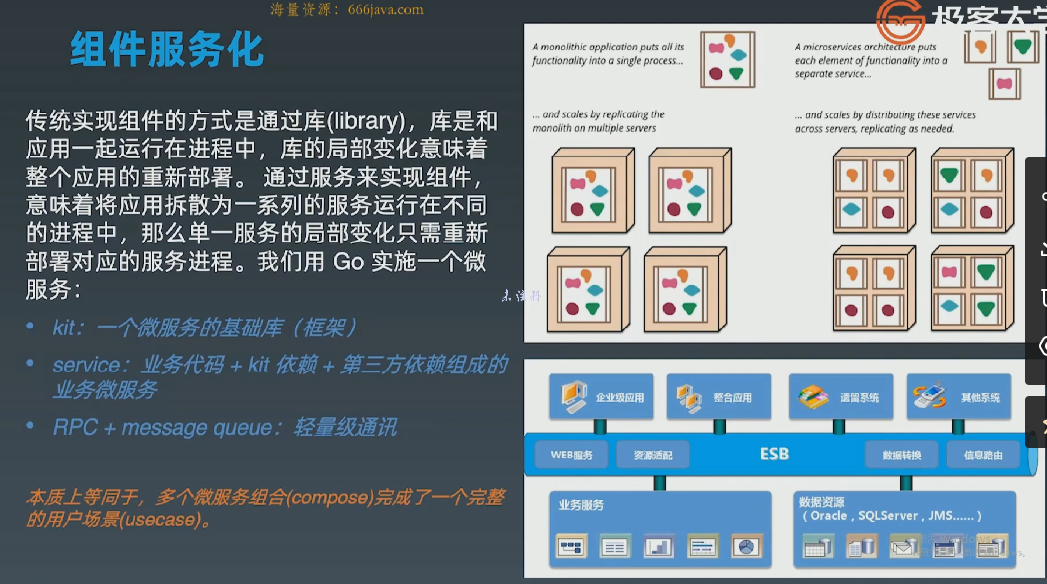 海量资源：666java.com
极客大学
组件服务化
传统实现组件的方式是通过库(library)，库是和
应用一起运行在进程中，库的局部变化意味着
整个应用的重新部署。 通过服务来实现组件，
意味着将应用拆散为一系列的服务运行在不同
的进程中，那么单一服务的局部变化只需重新
部署对应的服务进程。我们用 Go 实施一个微
服务：
• kit：一个微服务的基础库（框架）
• service：业务代码 + kit 依赖 + 第三方依赖组成的
业务微服务
• RPC + message queue：轻量级通讯
本质上等同于，多个微服务组合(compose)完成了一个完整
的用户场景(usecase)。
A monolithic application puts all its
functionality into a single process...
... and scales by replicating the
monolith on multiple servers
A microservices architecture puts
each element of functionality into a
separate service...
... and scales by distributing these services
across servers, replicating as needed.
企业级应用
整合应用
遗留系统
其他系统
WEB服务
资源适配
ESB
数据转换
信息路由
业务服务
数据资源
（Oracle，SQLServer，JMS……）